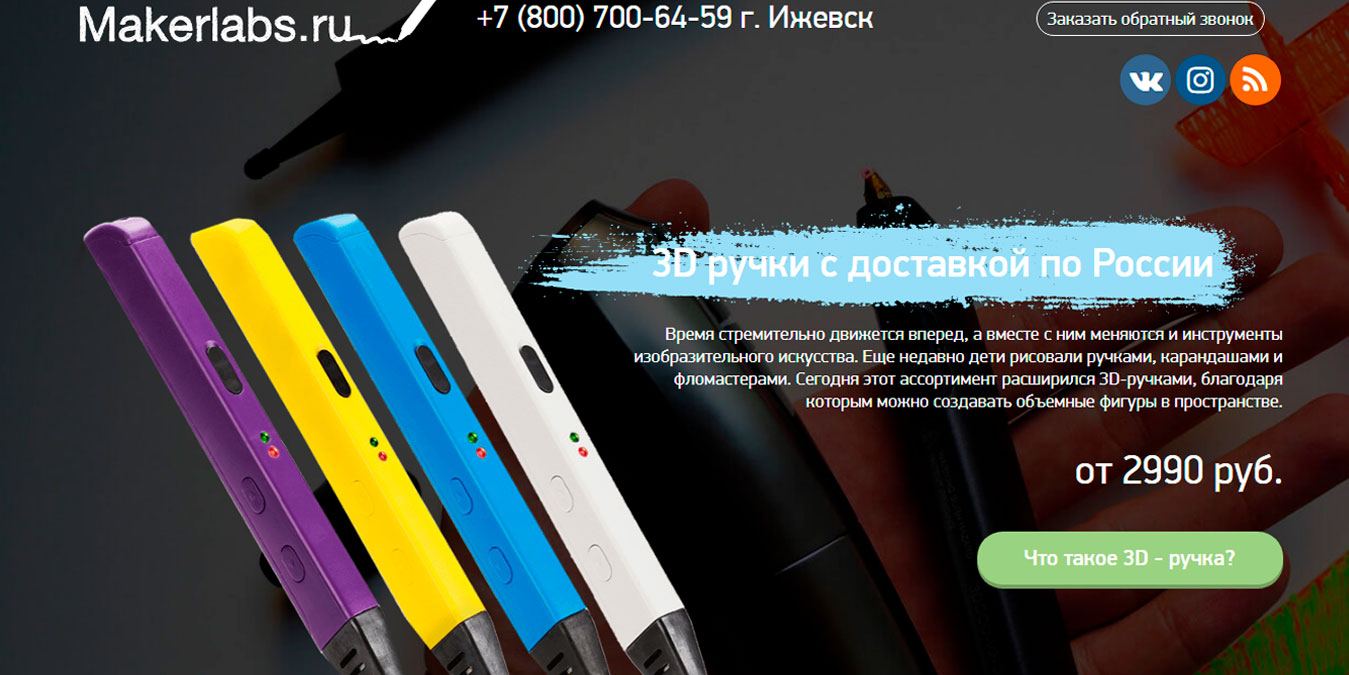 Makerlabs.ru
+7 (800) 700-64-59 г. Ижевск
Заказать обратный звонок
3D ручки с доставкой по России
Время стремительно движется вперед, а вместе с ним меняются и инструменты
изобразительного искусства. Еще недавно дети рисовали ручками, карандашами и
фломастерами. Сегодня этот ассортимент расширился 3D-ручками, благодаря
которым можно создавать объемные фигуры в пространстве.
от 2990 руб.
Что такое 3D - ручка?